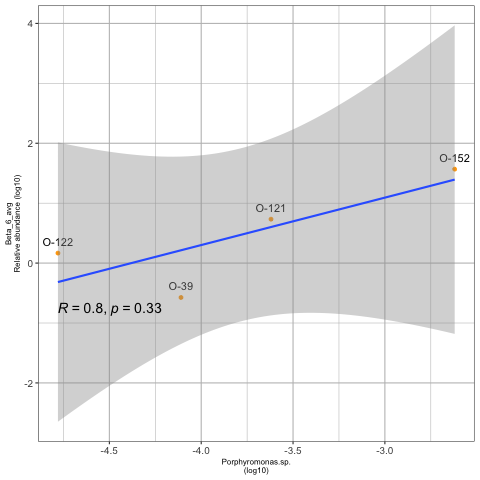 4
2
0
-2
Beta_6_avg
Relative abundance (log10)
O-152
O-121
O-122
O-39
R = 0.8, p = 0.33
-4.5 -4.0 -3.5 -3.0
Porphyromonas.sp.
(log10)